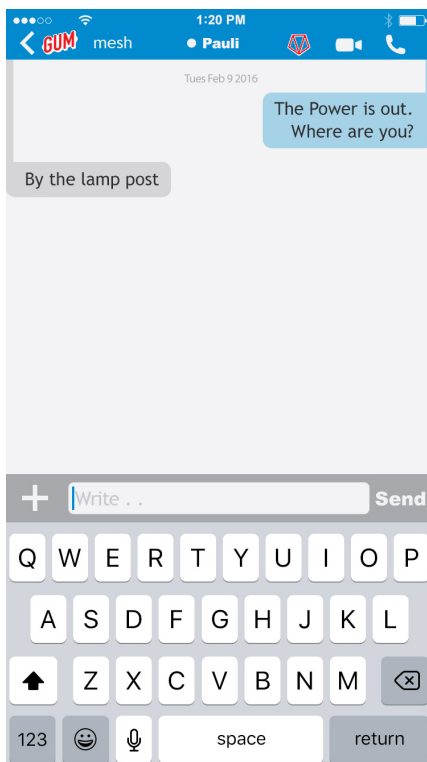 1:20 PM
GUM mesh
Pauli
Tues Feb 9 2016
The Power is out.
Where are you?
By the lamp post
Write . .
Send
Q W E R T Y U I O P
A S D F G H J K L
Z X C V B N M
123
space
return